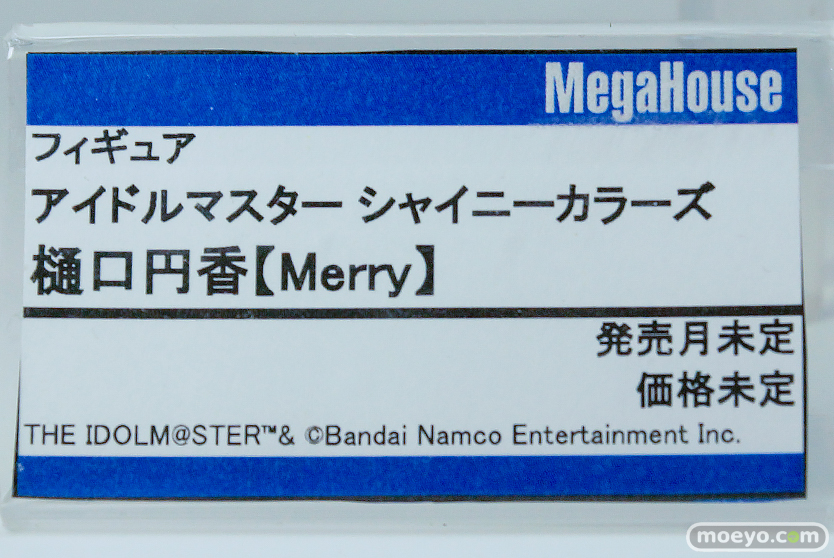 MegaHouse
フィギュア
アイドルマスター シャイニーカラーズ
樋口円香【Merry】
発売月未定
価格未定
THE IDOLM@STER™& ©Bandai Namco Entertainment Inc.
moeyo.com